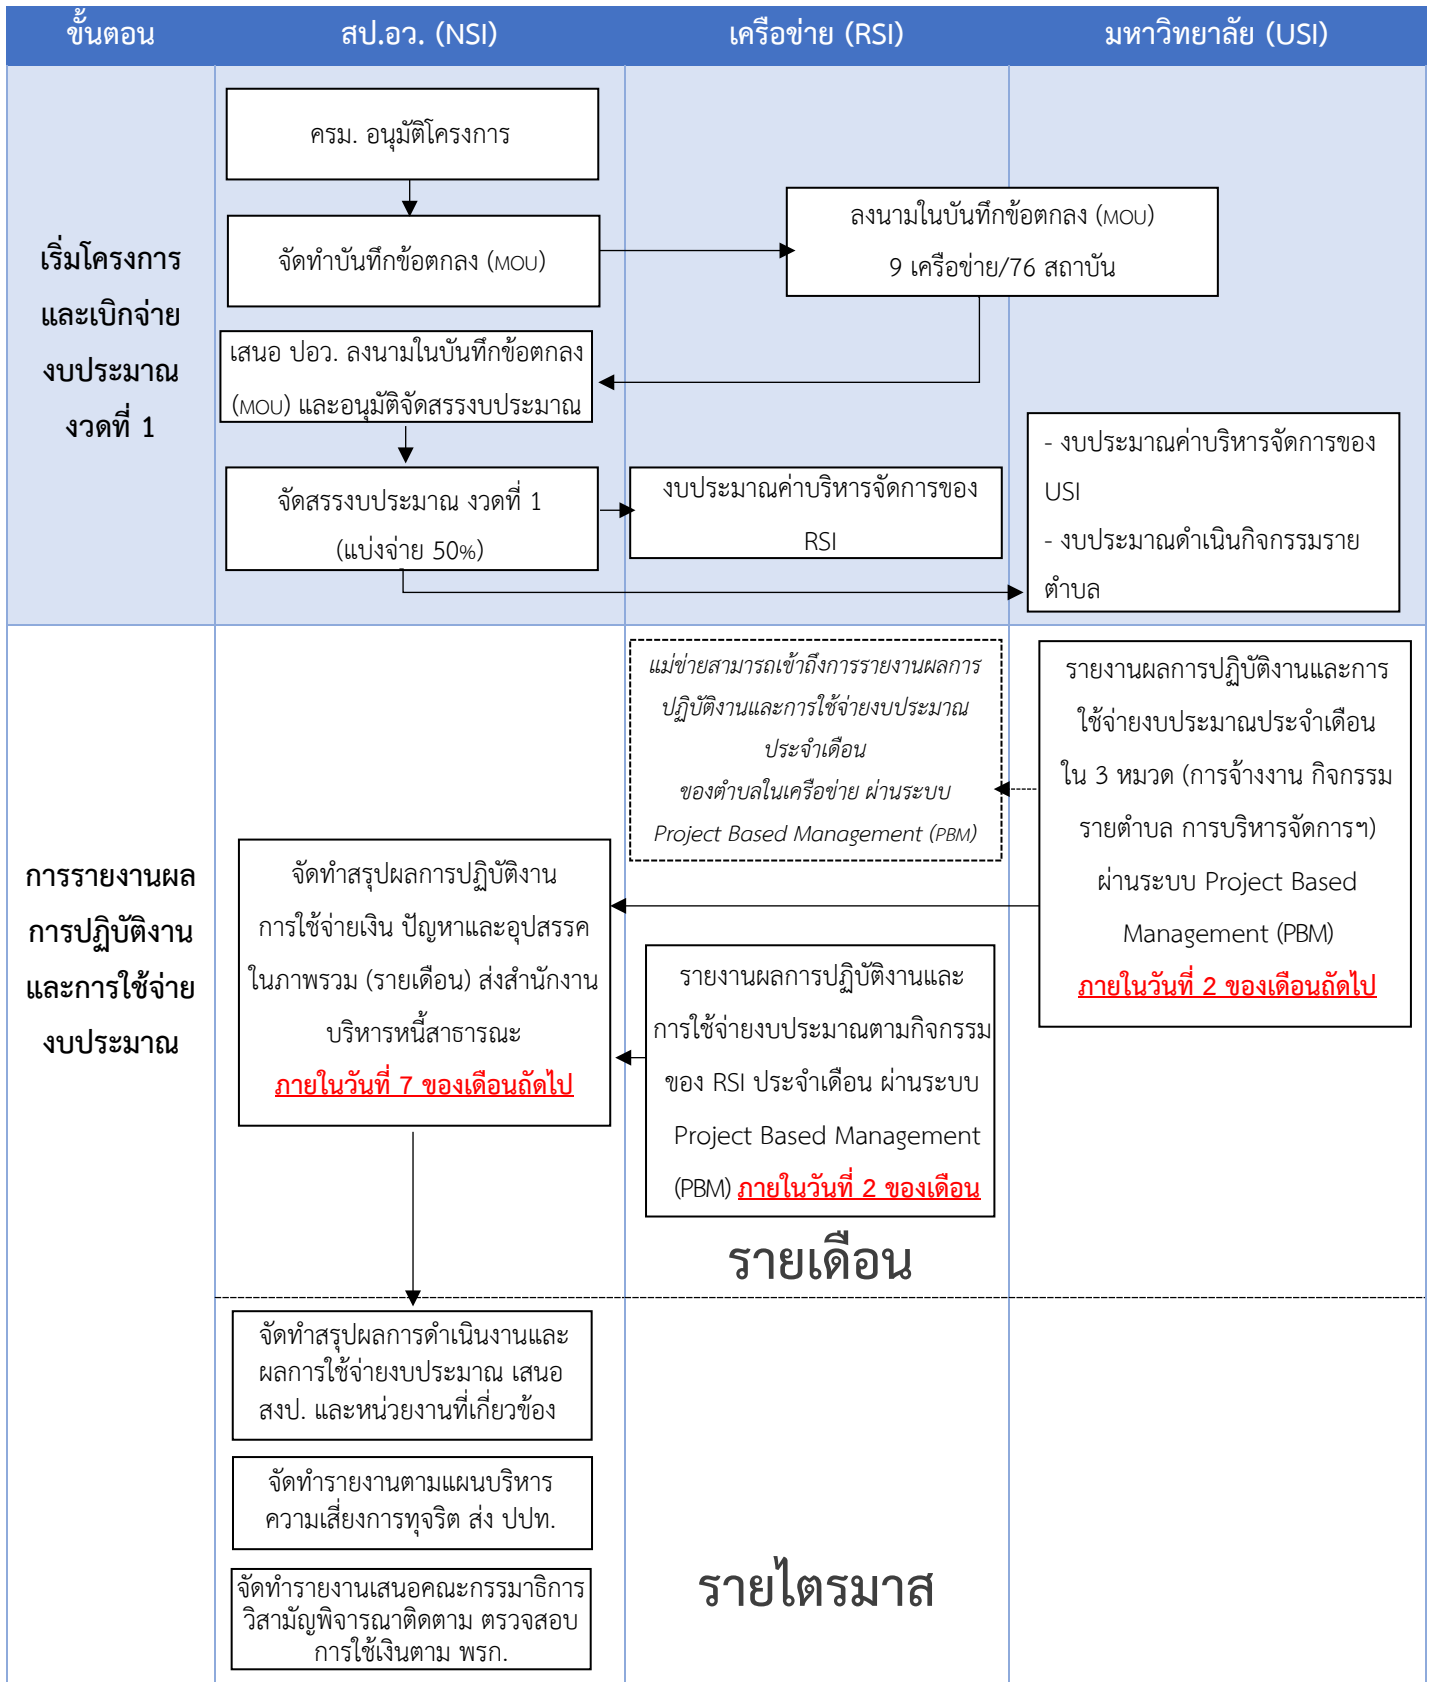 ขั้นตอน
สป.อว. (NSI)
เครือข่าย (RSI)
มหาวิทยาลัย (USI)
เริ่มโครงการ
และเบิกจ่าย
งบประมาณ
งวดที่ 1
ครม. อนุมัติโครงการ
จัดทำบันทึกข้อตกลง (MOU)
ลงนามในบันทึกข้อตกลง (MOU)
9 เครือข่าย/76 สถาบัน
เสนอ ปอว. ลงนามในบันทึกข้อตกลง
(MOU) และอนุมัติจัดสรรงบประมาณ
จัดสรรงบประมาณ งวดที่ 1
(แบ่งจ่าย 50%)
งบประมาณค่าบริหารจัดการของ
RSI
- งบประมาณค่าบริหารจัดการของ
USI
- งบประมาณดำเนินกิจกรรมราย
ตำบล
การรายงานผล
การปฏิบัติงาน
และการใช้จ่าย
งบประมาณ
แม่ข่ายสามารถเข้าถึงการรายงานผลการ
ปฏิบัติงานและการใช้จ่ายงบประมาณ
ประจำเดือน
ของตำบลในเครือข่าย ผ่านระบบ
Project Based Management (PBM)
รายงานผลการปฏิบัติงานและการ
ใช้จ่ายงบประมาณประจำเดือน
ใน 3 หมวด (การจ้างงาน กิจกรรม
รายตำบล การบริหารจัดการฯ)
ผ่านระบบ Project Based
Management (PBM)
ภายในวันที่ 2 ของเดือนถัดไป
จัดทำสรุปผลการปฏิบัติงาน
การใช้จ่ายเงิน ปัญหาและอุปสรรค
ในภาพรวม (รายเดือน) ส่งสำนักงาน
บริหารหนี้สาธารณะ
ภายในวันที่ 7 ของเดือนถัดไป
รายงานผลการปฏิบัติงานและ
การใช้จ่ายงบประมาณตามกิจกรรม
ของ RSI ประจำเดือน ผ่านระบบ
Project Based Management
(PBM) ภายในวันที่ 2 ของเดือน
รายเดือน
จัดทำสรุปผลการดำเนินงานและ
ผลการใช้จ่ายงบประมาณ เสนอ
สงป. และหน่วยงานที่เกี่ยวข้อง
จัดทำรายงานตามแผนบริหาร
ความเสี่ยงการทุจริต ส่ง ปปท.
รายไตรมาส
จัดทำรายงานเสนอคณะกรรมาธิการ
วิสามัญพิจารณาติดตาม ตรวจสอบ
การใช้เงินตาม พรก.